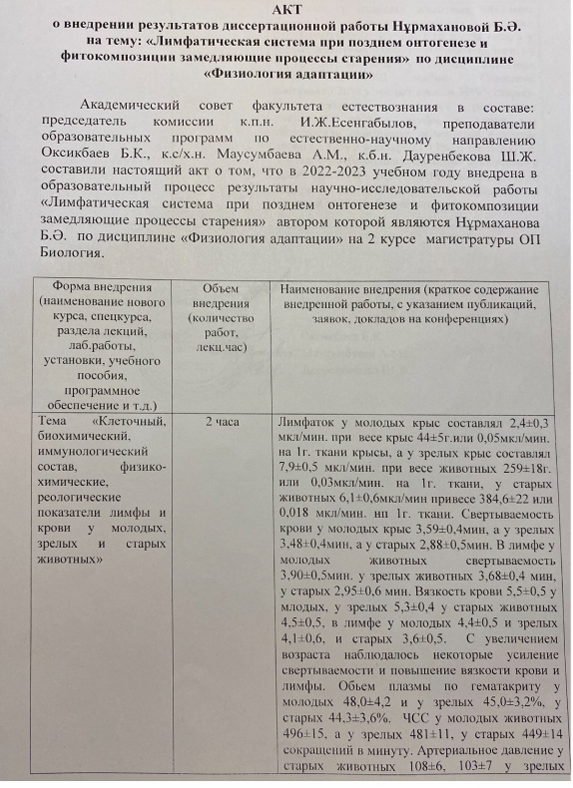 АКТ
о внедрении результатов диссертационной работы Нұрмахановой Б.Ә.
на тему: «Лимфатическая система при позднем онтогенезе и
фитокомпозиции замедляющие процессы старения» по дисциплине
«Физиология адаптации»
Академический совет факультета естествознания в составе:
председатель комиссии к.п.н. И.Ж.Есенгабылов, преподаватели
образовательных программ по естественно-научному направлению
Оксикбаев Б.К., к.с/х.н. Маусумбаева А.М., к.б.н. Дауренбекова Ш.Ж.
составили настоящий акт о том, что в 2022-2023 учебном году внедрена в
образовательный процесс результаты научно-исследовательской работы
«Лимфатическая система при позднем онтогенезе и фитокомпозиции
замедляющие процессы старения» автором которой являются Нұрмаханова
Б.Ә. по дисциплине «Физиология адаптации» на 2 курсе магистратуры ОП
Биология.
Форма внедрения
(наименование нового
курса, спецкурса,
раздела лекций,
лаб.работы,
установки, учебного
пособия,
программное
обеспечение и т.д.)
Объем
внедрения
(количество
работ,
лекц.час)
Наименование внедрения (краткое содержание
внедренной работы, с указанием публикаций,
заявок, докладов на конференциях)
Тема «Клеточный,
биохимический,
иммунологический
состав, физико-
химические,
реологические
показатели лимфы и
крови у молодых,
зрелых и старых
животных»
2 часа
Лимфаток у молодых крыс составлял 2,4±0,3
мкл/мин. при весе крыс 44±5г.или 0,05мкл/мин.
на 1г. ткани крысы, а у зрелых крыс составлял
7,9±0,5 мкл/мин. при весе животных 259±18г.
или 0,03мкл/мин. на 1г. ткани, у старых
животных 6,1±0,6мкл/мин привесе 384,6±22 или
0,018 мкл/мин. нп 1г. ткани. Свертываемость
крови у молодых крыс 3,59±0,4мин, а у зрелых
3,48±0,4мин, а у старых 2,88±0,5мин. В лимфе у
молодых животных свертываемость
3,90±0,5мин. у зрелых животных 3,68±0,4 мин,
у старых 2,95±0,6 мин. Вязкость крови 5,5±0,5 у
млодых, у зрелых 5,3±0,4 у старых животных
4,5±0,5, в лимфе у молодых 4,4±0,5 и зрелых
4,1±0,6, и старых 3,6±0,5. С увеличением
возраста наблюдалось некоторые усиление
свертываемости и повышение вязкости крови и
лимфы. Обьем плазмы по гематакриту у
молодых 48,0±4,2 и у зрелых 45,0±3,2%, у
старых 44,3±3,6%. ЧСС у молодых животных
496±15, а у зрелых 481±11, у старых 449±14
сокращений в минуту. Артериальное давление у
старых животных 108±6, 103±7 у зрелых